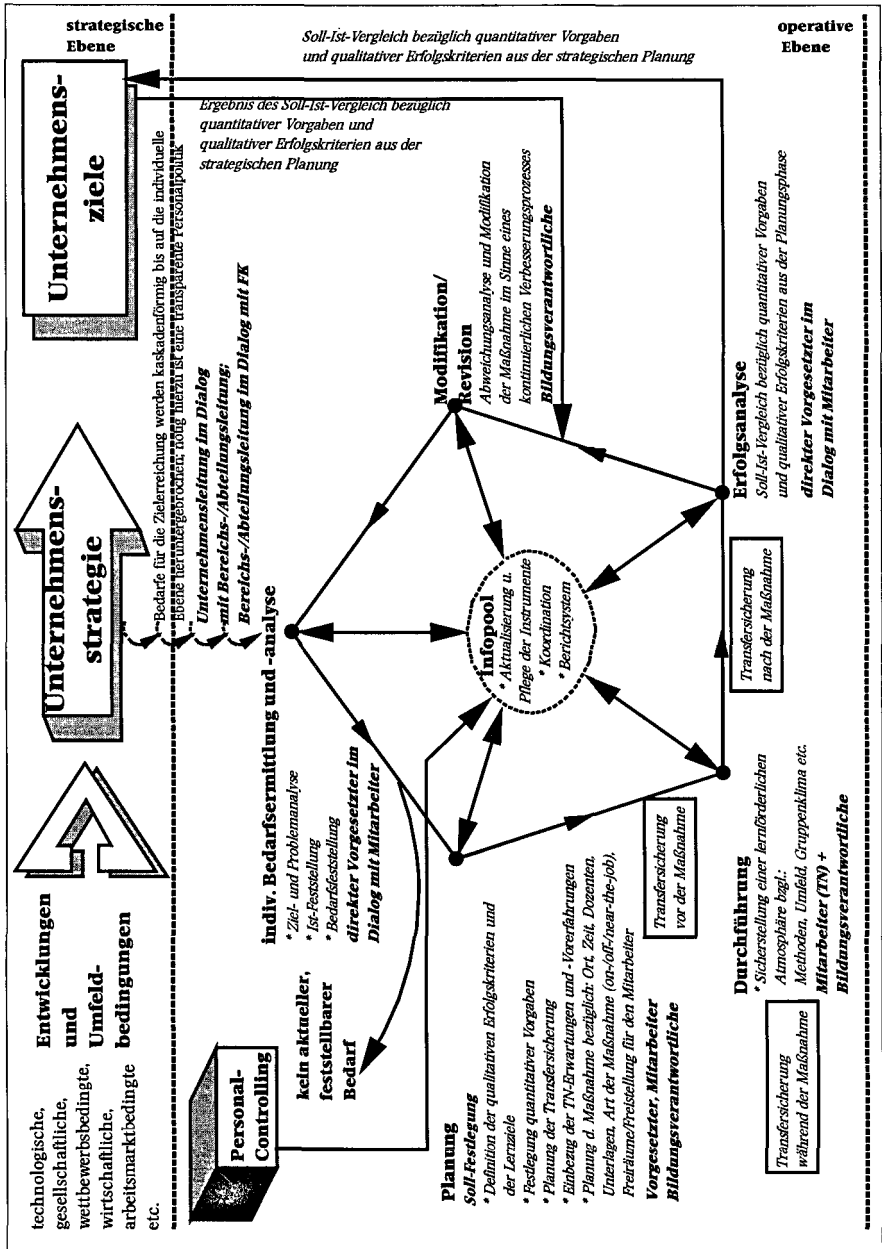 strategische
Ebene
operative
Ebene
Soll-Ist-Vergleich bezüglich quantitativer Vorgaben
und qualitativer Erfolgskriterien aus der strategischen Planung
Ergebnis des Soll-Ist-Vergleich bezüglich
quantitativer Vorgaben und
qualitativer Erfolgskriterien aus der
strategischen Planung
technologische,
gesellschaftliche,
wettbewerbsbedingte,
wirtschaftliche,
arbeitsmarktbedingte
etc.
Entwicklungen
und
Umfeld-
bedingungen
Unternehmens-
strategie
Unternehmens-
ziele
Bedarfe für die Zielerreichung werden kaskadenförmig bis auf die individuelle
Ebene heruntergebrochen; nötig hierzu ist eine transparente Personalpolitik
Unternehmensleitung im Dialog
mit Bereichs-/Abteilungsleitung;
Bereichs-/Abteilungsleitung im Dialog mit FK
Personal-
Controlling
kein aktueller,
feststellbarer
Bedarf
indiv. Bedarfsermittlung und -analyse
* Ziel- und Problemanalyse
* Ist-Feststellung
* Bedarfsfeststellung
direkter Vorgesetzter im
Dialog mit Mitarbeiter
Modifikation/
Revision
Abweichungsanalyse und Modifikation
der Maßnahme im Sinne eines
kontinuierlichen Verbesserungsprozesses
Bildungsverantwortliche
Infopool
* Aktualisierung u.
Pflege der Instrumente
* Koordination
* Berichtsystem
Planung
Soll-Festlegung
* Definition der qualitativen Erfolgskriterien und
der Lernziele
* Festlegung quantitativer Vorgaben
* Planung der Transfersicherung
* Einbezug der TN-Erwartungen und -Vorerfahrungen
* Planung d. Maßnahme bezüglich: Ort, Zeit, Dozenten,
Unterlagen, Art der Maßnahme (on-/off-/near-the-job),
Freiräume/Freistellung für den Mitarbeiter
Vorgesetzter, Mitarbeiter
Bildungsverantwortliche
Transfersicherung
vor der Maßnahme
Transfersicherung
nach der Maßnahme
Transfersicherung
während der Maßnahme
Durchführung
* Sicherstellung einer lernförderlichen
Atmosphäre bzgl.:
Methoden, Umfeld, Gruppenklima etc.
Mitarbeiter (TN) +
Bildungsverantwortliche
Erfolgsanalyse
Soll-Ist-Vergleich bezüglich quantitativer Vorgaben
und qualitativer Erfolgskriterien aus der Planungsphase
direkter Vorgesetzter im
Dialog mit Mitarbeiter